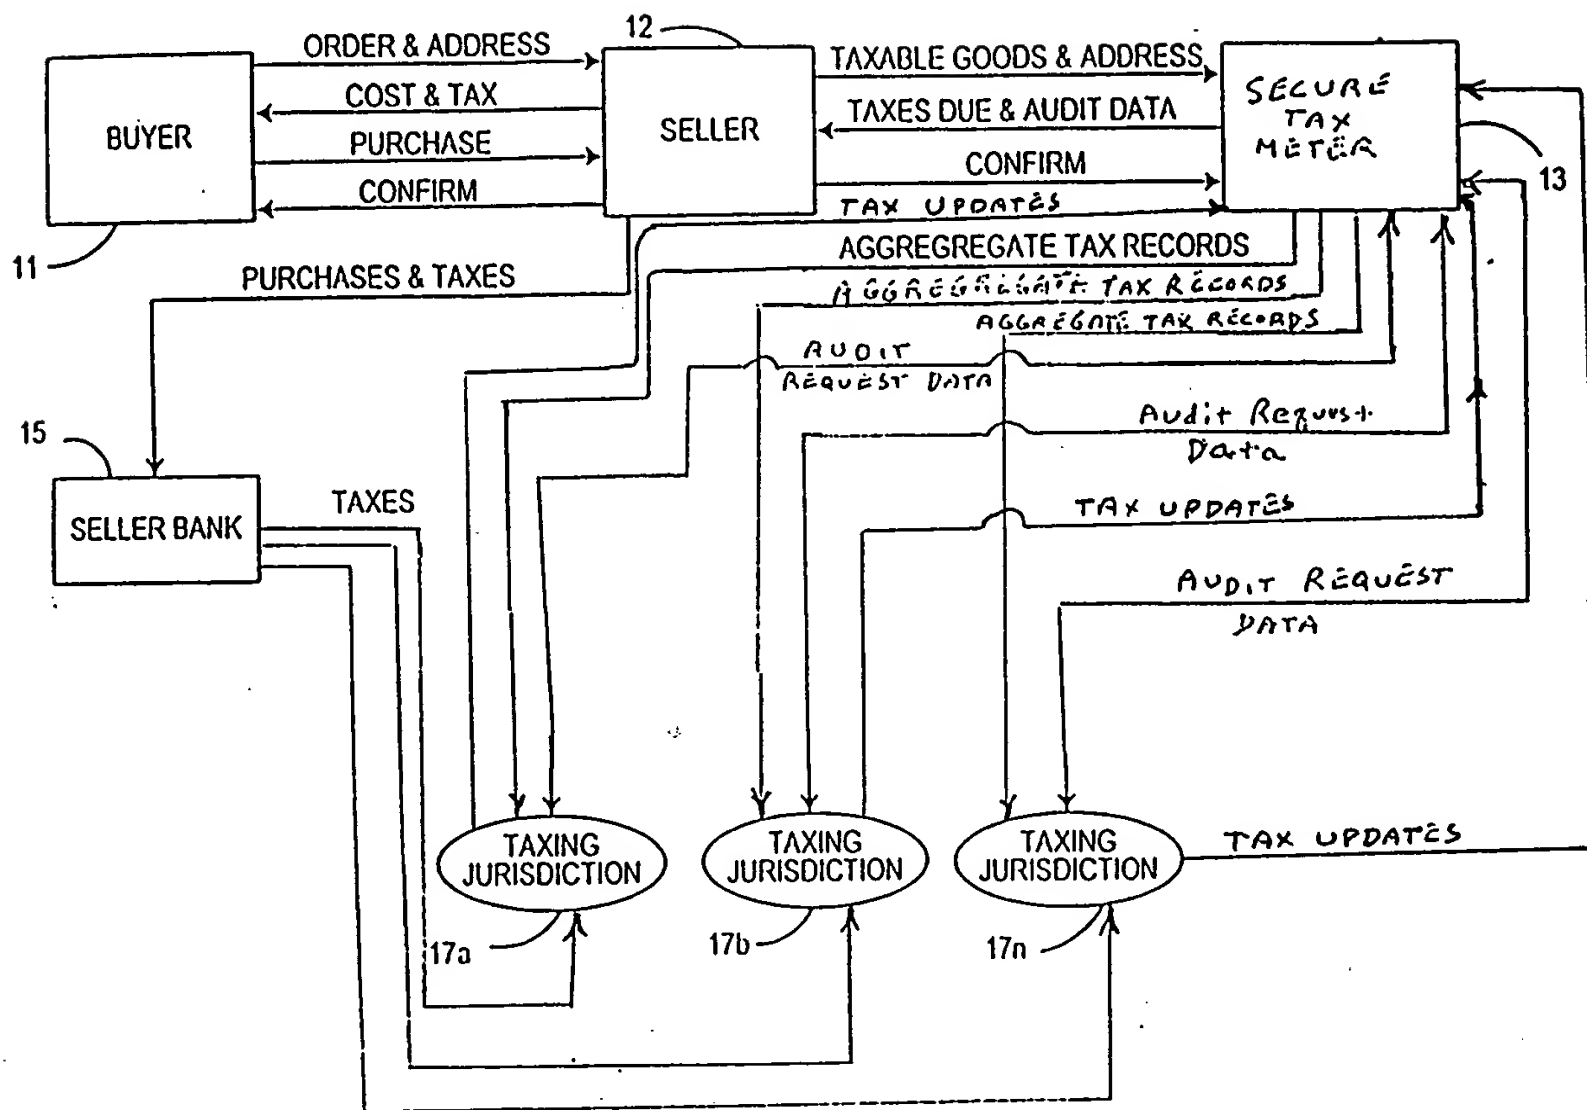 12
ORDER & ADDRESS
TAXABLE GOODS & ADDRESS
COST & TAX
SECURE
TAX
METER
TAXES DUE & AUDIT DATA
BUYER
SELLER
PURCHASE
CONFIRM
CONFIRM
13
TAX UPDATES
11
AGGREGREGATE TAX RECORDS
PURCHASES & TAXES
AGGREGREGATE TAX RECORDS
AGGREGATE TAX RECORDS
AUDIT
REQUEST DATA
15
Audit Request
Data
TAXES
TAX UPDATES
SELLER BANK
AUDIT REQUEST
DATA
TAXING
JURISDICTION
TAXING
JURISDICTION
TAXING
JURISDICTION
TAX UPDATES
17a
17b
17n